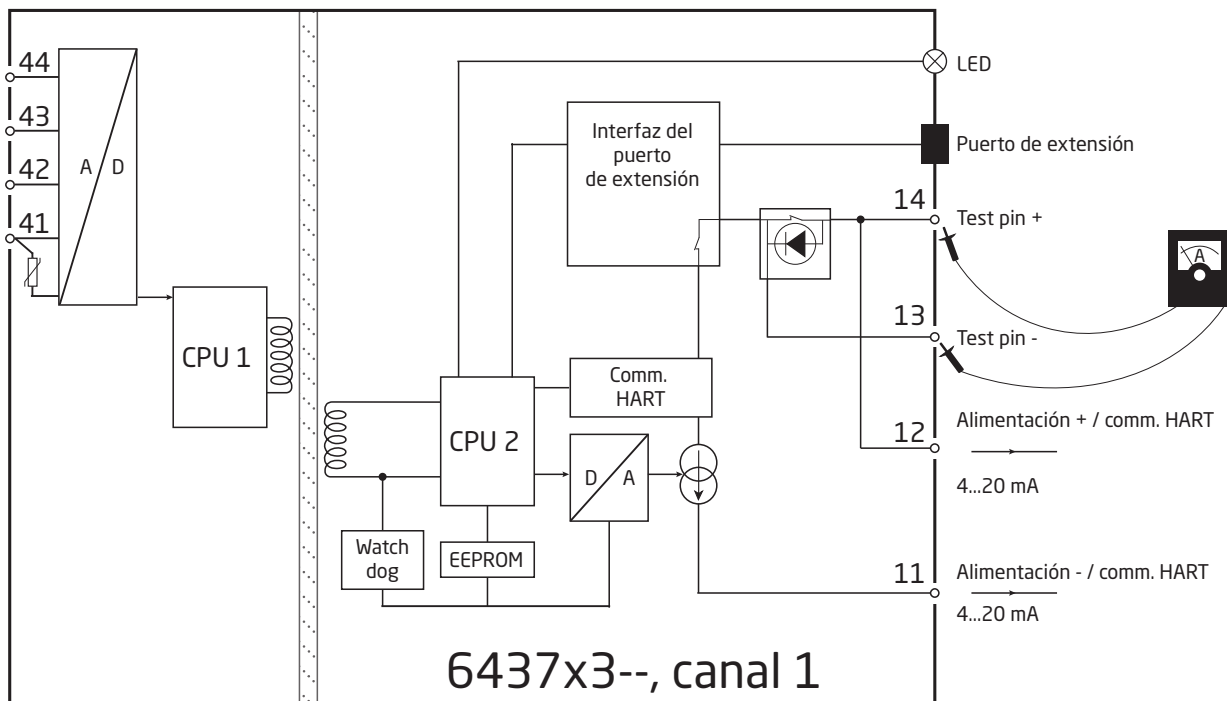 44
43
42
41
A / D
CPU 1
LED
Interfaz del
puerto
de extensión
Puerto de extensión
14
Test pin +
A
13
Test pin -
Comm.
HART
CPU 2
D / A
12
Alimentación + / comm. HART
4...20 mA
Watch
dog
EEPROM
11
Alimentación - / comm. HART
4...20 mA
6437x3--, canal 1